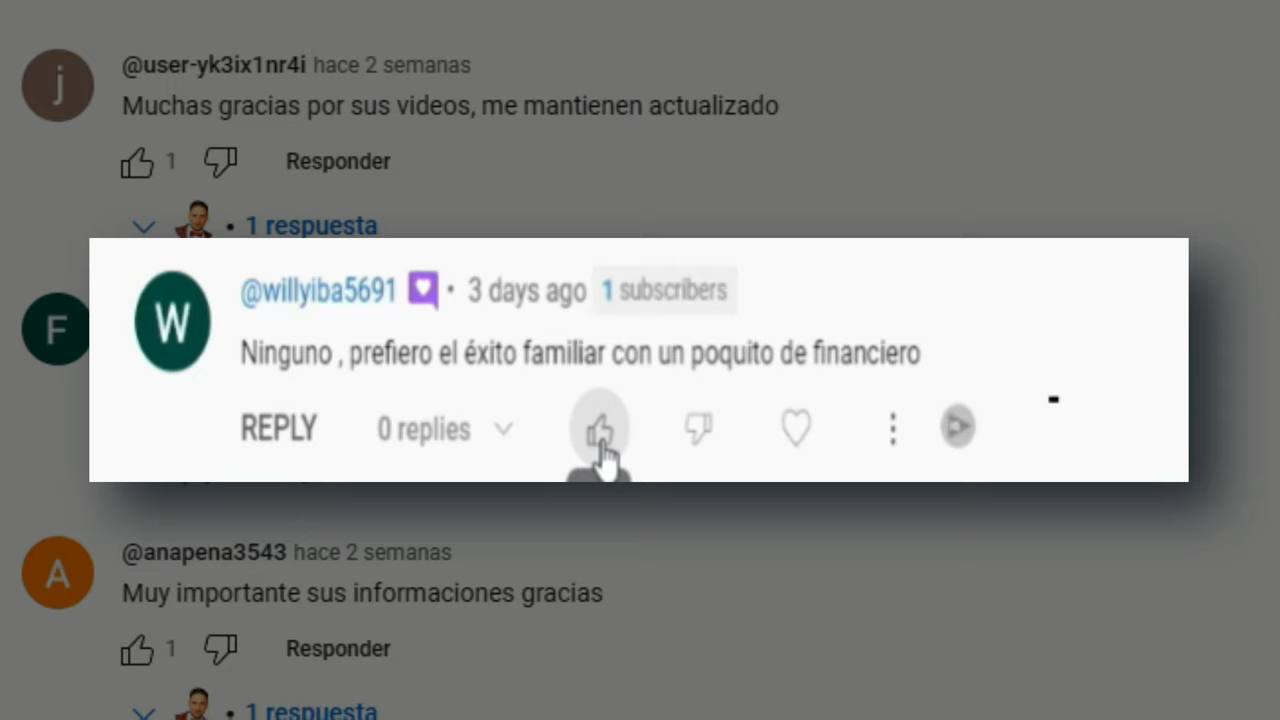 j
@user-yk3ix1nr4i hace 2 semanas
Muchas gracias por sus videos, me mantienen actualizado
1 Responder
• 1 respuesta
F
W
@willyiba5691 • 3 days ago 1 subscribers
Ninguno , prefiero el éxito familiar con un poquito de financiero
REPLY 0 replies
A
@anapena3543 hace 2 semanas
Muy importante sus informaciones gracias
1 Responder
• 1 respuesta